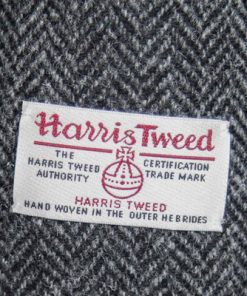 Harris Tweed
THE CERTIFICATION
HARRIS TWEED TRADE MARK
AUTHORITY
HARRIS TWEED
HAND WOVEN IN THE OUTER HEBRIDES